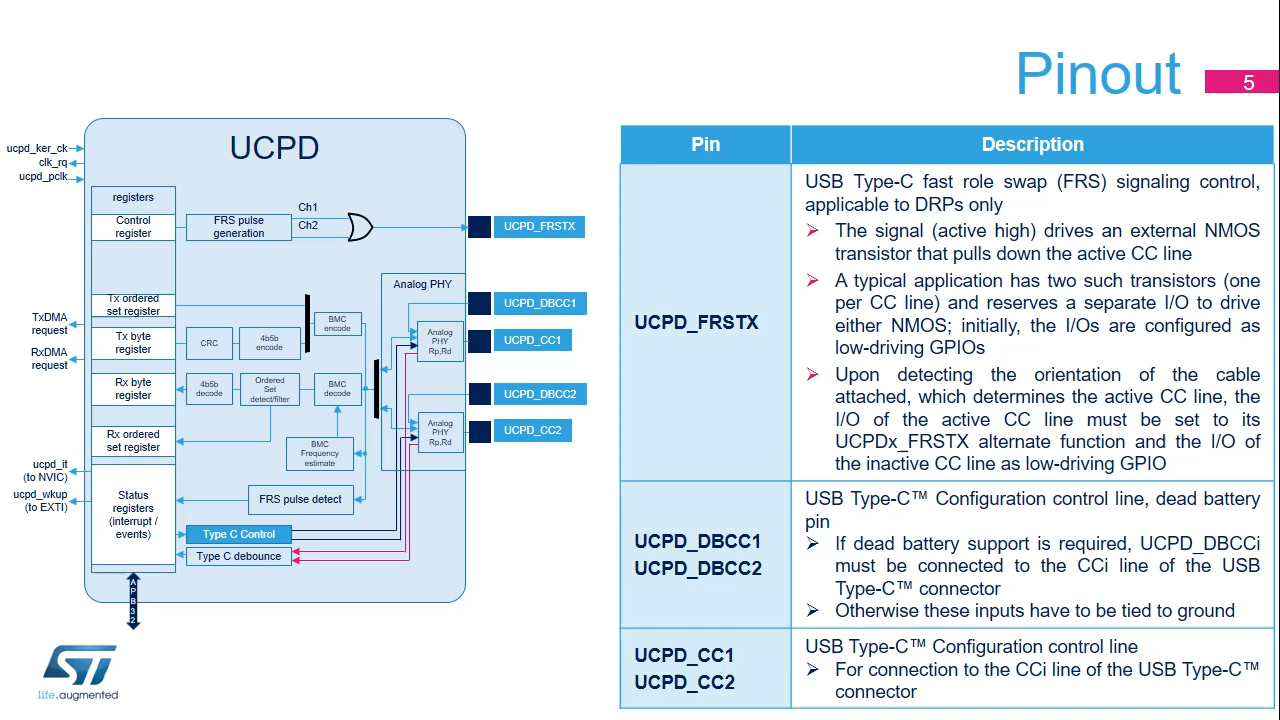 Pinout
5
UCPD
ucpd_ker_ck
clk_rq
ucpd_pclk
registers
Control
register
FRS pulse
generation
Ch1
Ch2
UCPD_FRSTX
Analog PHY
Tx ordered
set register
TxDMA
request
Tx byte
register
CRC
4b5b
encode
BMC
encode
UCPD_DBCC1
Analog
PHY
Rp,Rd
UCPD_CC1
RxDMA
request
Rx byte
register
4b5b
decode
Ordered
Set
detect/filter
BMC
decode
UCPD_DBCC2
Analog
PHY
Rp,Rd
UCPD_CC2
Rx ordered
set register
BMC
Frequency
estimate
ucpd_it
(to NVIC)
ucpd_wkup
(to EXTI)
Status
registers
(interrupt /
events)
FRS pulse detect
Type C Control
Type C debounce
A
P
B
3
2
ST
life.augmented
Pin
Description
UCPD_FRSTX
USB Type-C fast role swap (FRS) signaling control,
applicable to DRPs only
The signal (active high) drives an external NMOS
transistor that pulls down the active CC line
A typical application has two such transistors (one
per CC line) and reserves a separate I/O to drive
either NMOS; initially, the I/Os are configured as
low-driving GPIOs
Upon detecting the orientation of the cable
attached, which determines the active CC line, the
I/O of the active CC line must be set to its
UCPDx_FRSTX alternate function and the I/O of
the inactive CC line as low-driving GPIO
UCPD_DBCC1
UCPD_DBCC2
USB Type-C™ Configuration control line, dead battery
pin
If dead battery support is required, UCPD_DBCCi
must be connected to the CCi line of the USB
Type-C™ connector
Otherwise these inputs have to be tied to ground
UCPD_CC1
UCPD_CC2
USB Type-C™ Configuration control line
For connection to the CCi line of the USB Type-C™
connector